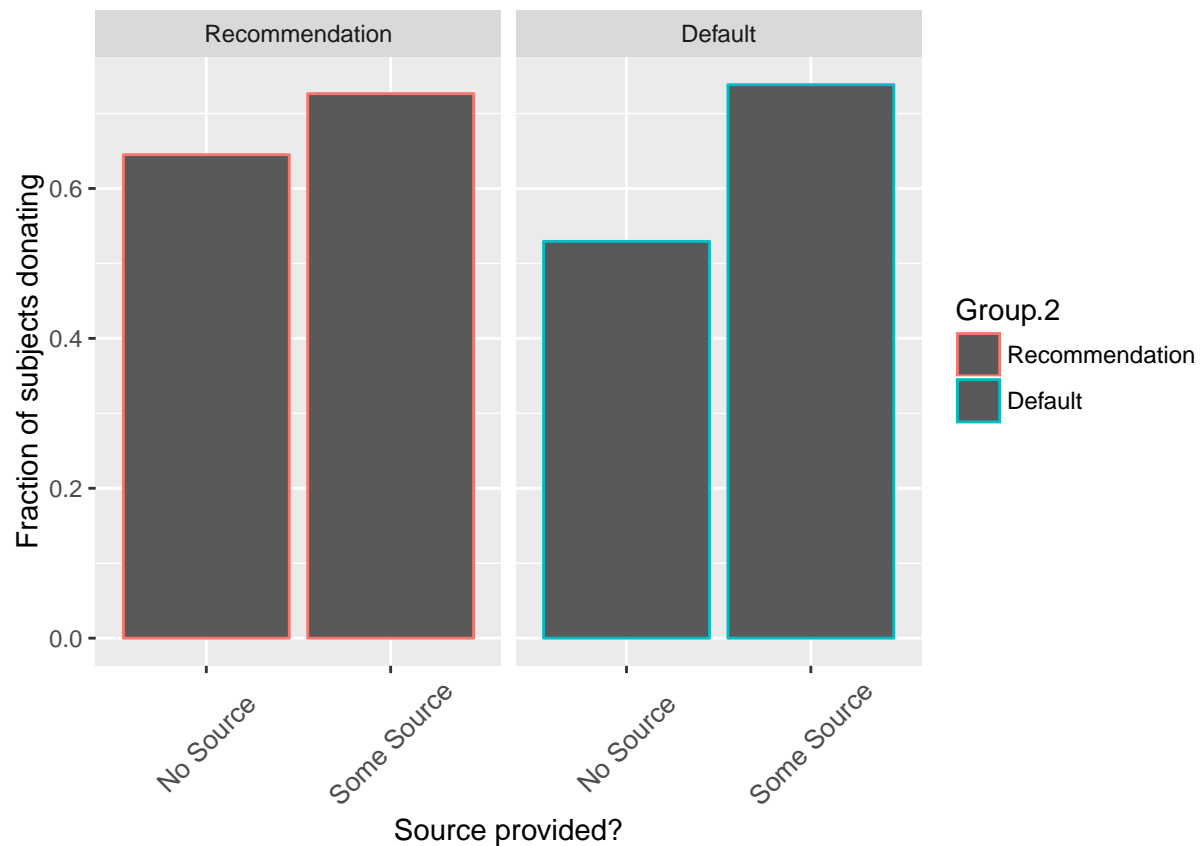 Recommendation
Default
Fraction of subjects donating
0.6
0.4
0.2
0.0
No Source
Some Source
No Source
Some Source
Source provided?
Group.2
Recommendation
Default